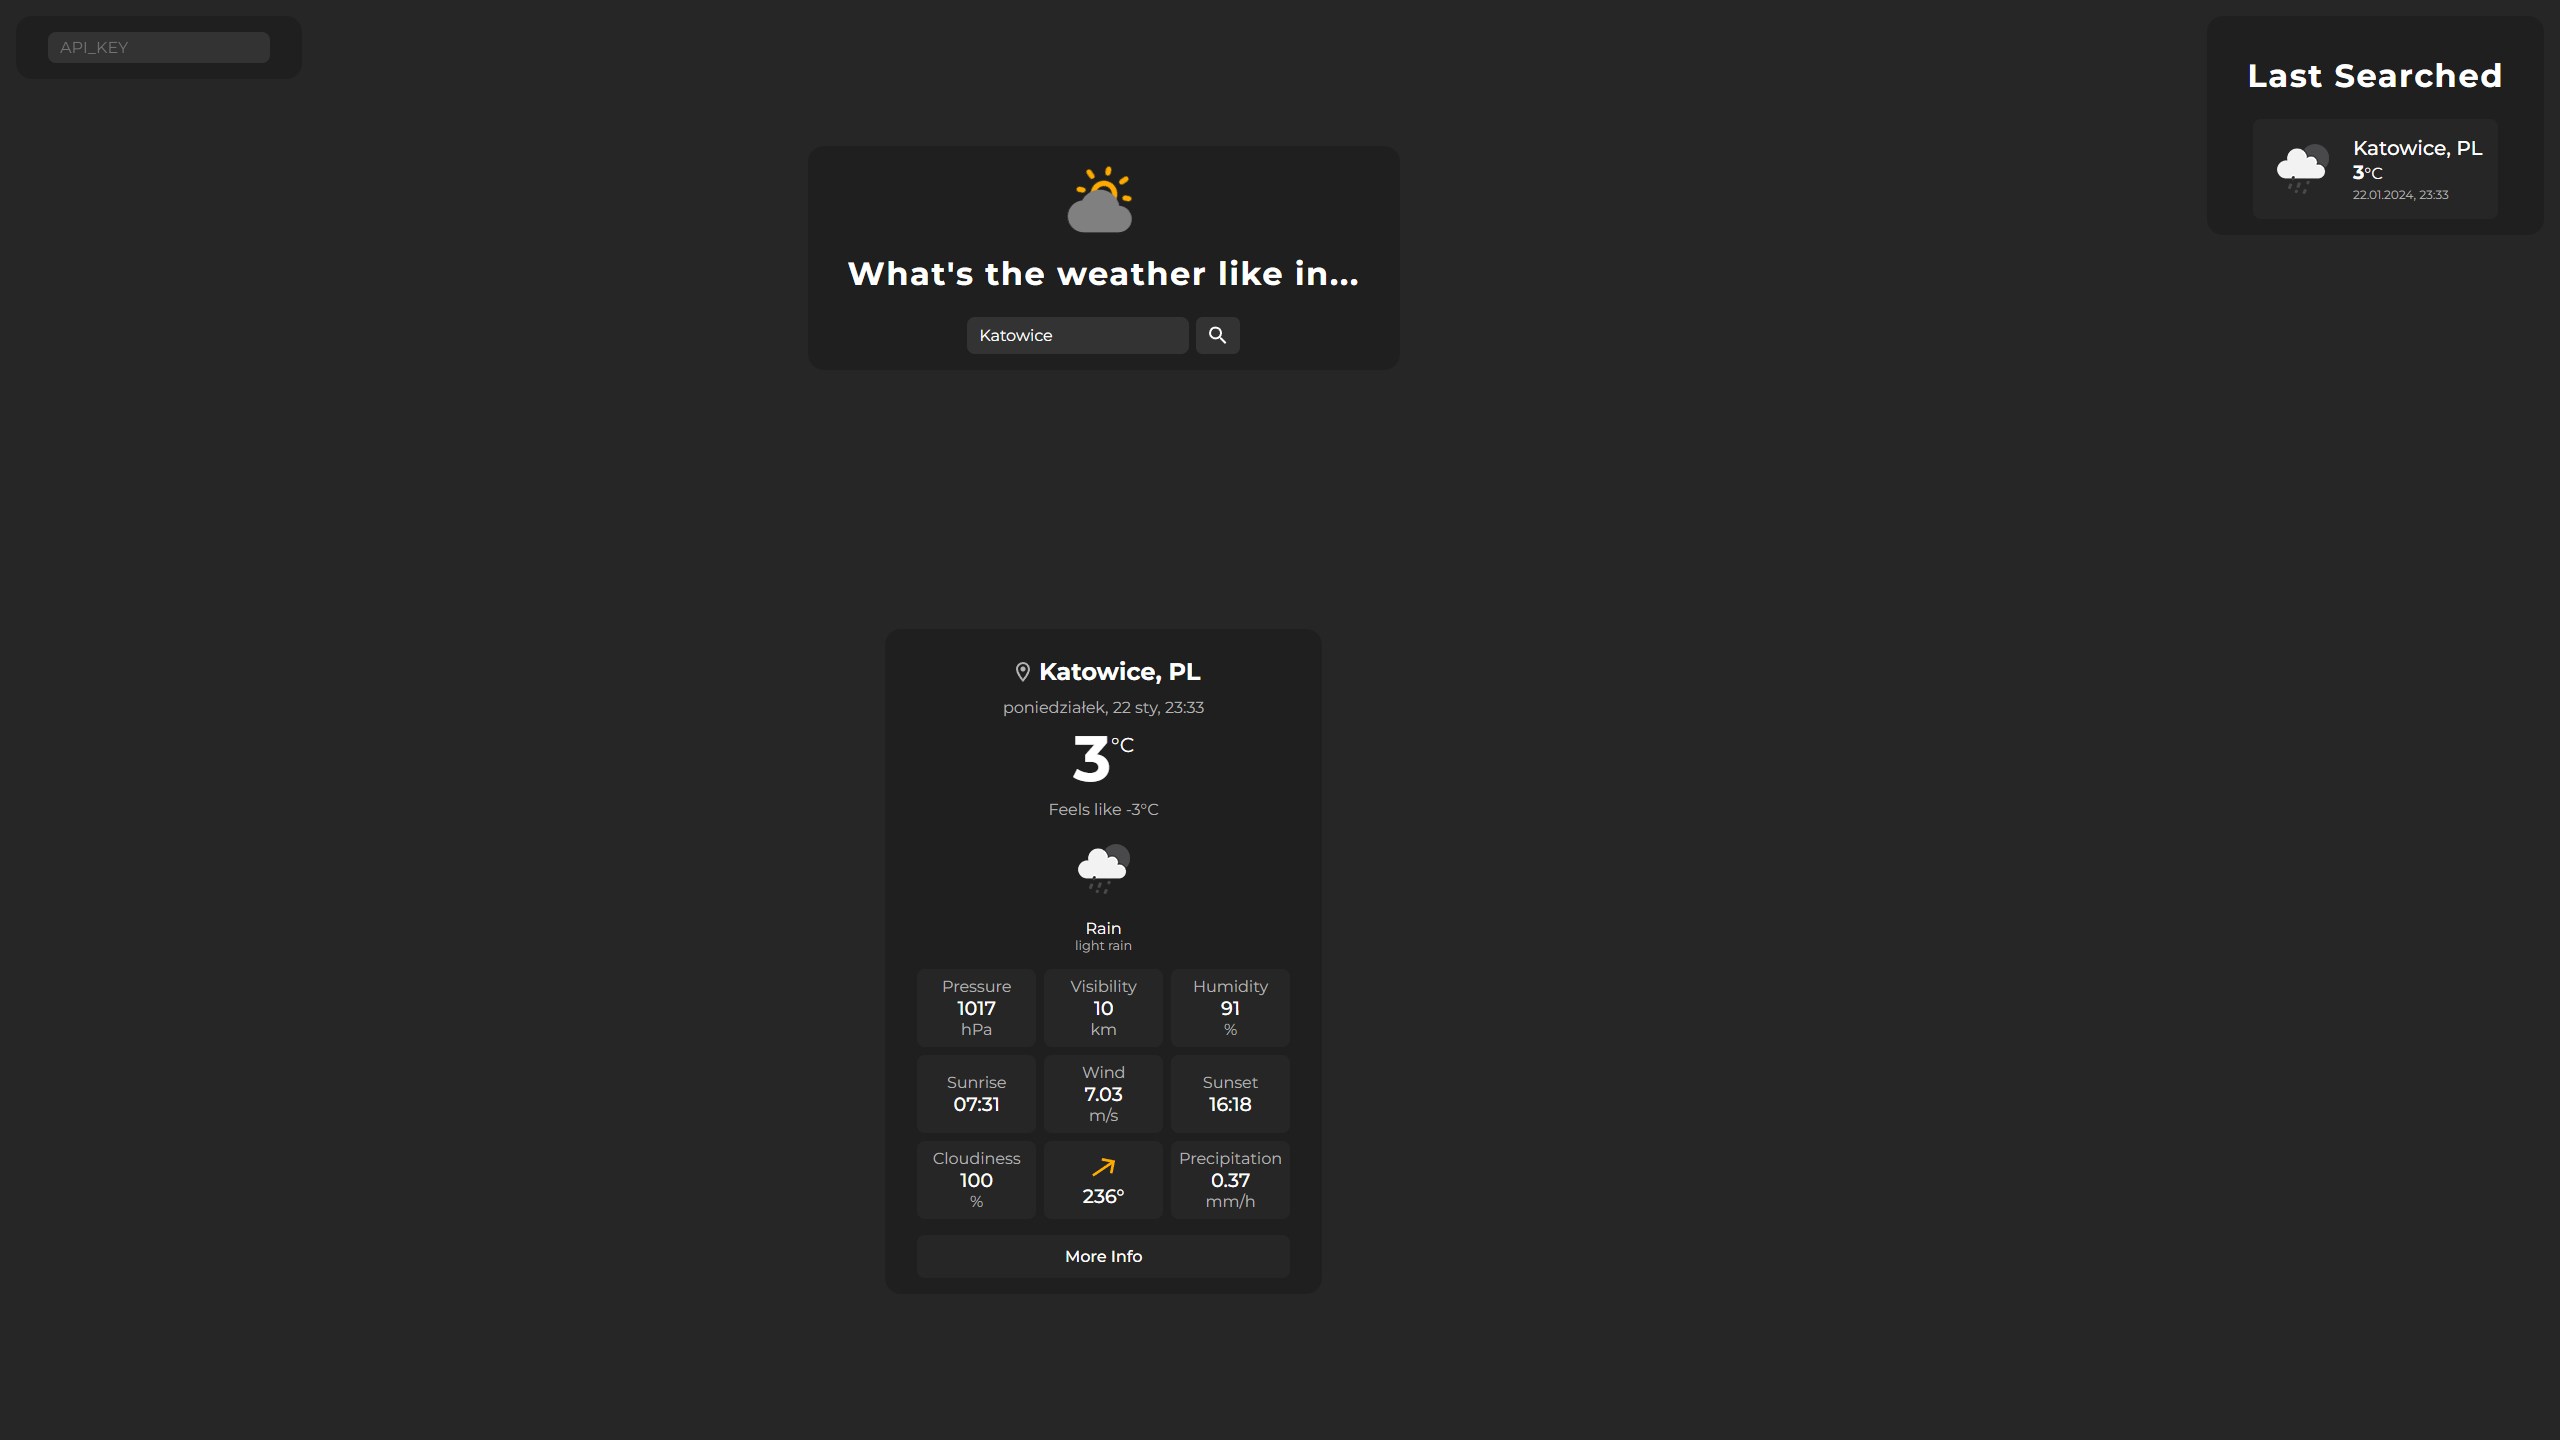 API_KEY
What's the weather like in...
Katowice
Last Searched
Katowice, PL
3°C
22.01.2024, 23:33
Katowice, PL
poniedziałek, 22 sty, 23:33
3°C
Feels like -3°C
Rain
light rain
Pressure
1017
hPa
Visibility
10
km
Humidity
91
%
Sunrise
07:31
Wind
7.03
m/s
Sunset
16:18
Cloudiness
100
%
236°
Precipitation
0.37
mm/h
More Info